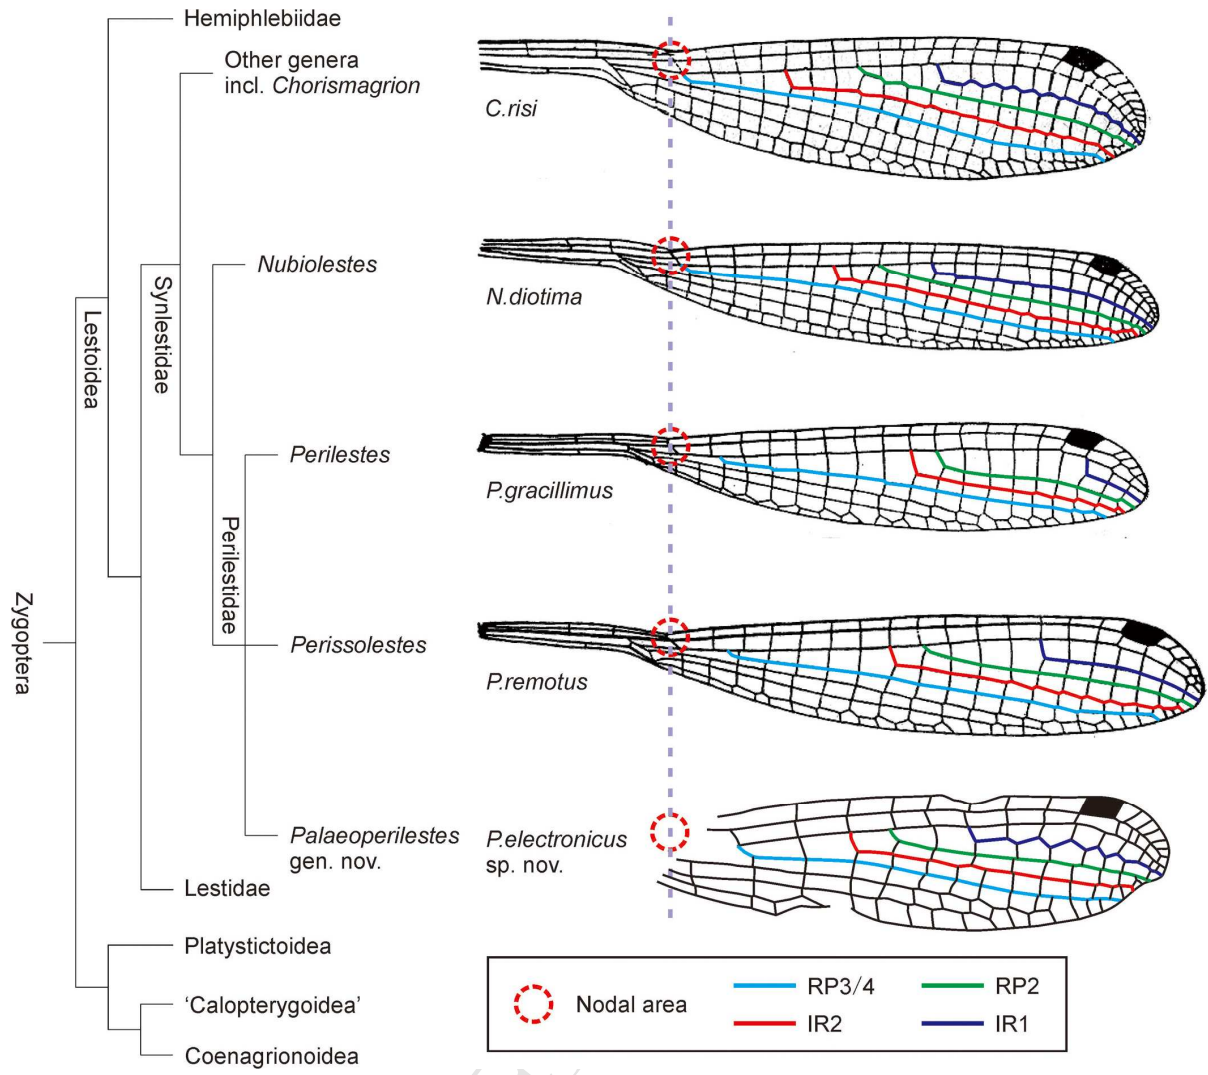 Hemiphlebiidae
Other genera
incl. Chorismagrion
C.risi
Nubiolestes
N.diotima
Synlestidae
Lestoidea
Perilestes
P.gracillimus
Perilestidae
Zygoptera
Perissolestes
P.remotus
Palaeoperilestes
gen. nov.
P.electronicus
sp. nov.
Lestidae
Platystictoidea
‘Calopterygoidea’
Coenagrionoidea
Nodal area
RP3/4
RP2
IR2
IR1